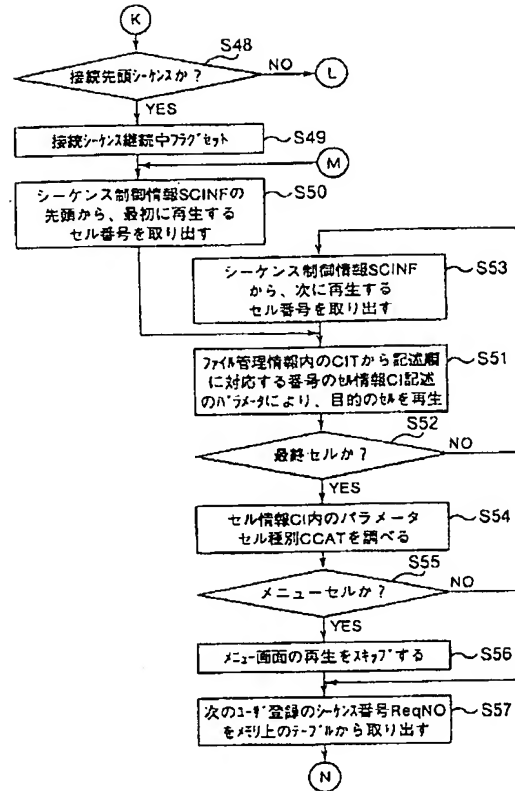 K
S48
接続先頭シーケンスか?
NO
L
YES
接続シーケンス継続中フラグセット
S49
M
シーケンス制御情報SCINFの
先頭から、最初に再生する
セル番号を取り出す
S50
シーケンス制御情報SCINF
から、次に再生する
セル番号を取り出す
S53
ファイル管理情報内のCITから記述順
に対応する番号のセル情報CI記述
のパラメータにより、目的のセルを再生
S51
S52
最終セルか?
NO
YES
セル情報CI内のパラメータ
セル種別CCATを調べる
S54
S55
メニューセルか?
NO
YES
メニュー画面の再生をスキップする
S56
次のユーザ登録のシーケンス番号ReqNO
をメモリ上のテーブルから取り出す
S57
N